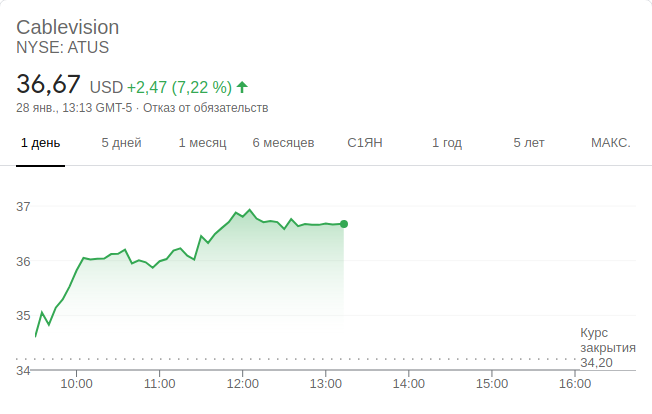 Cablevision
NYSE: ATUS
36,67 USD +2,47 (7,22 %)
28 янв., 13:13 GMT-5 · Отказ от обязательств
1 день 5 дней 1 месяц 6 месяцев С1ЯН 1 год 5 лет МАКС.
37
36
35
34
Курс
закрытия
34,20
10:00 11:00 12:00 13:00 14:00 15:00 16:00